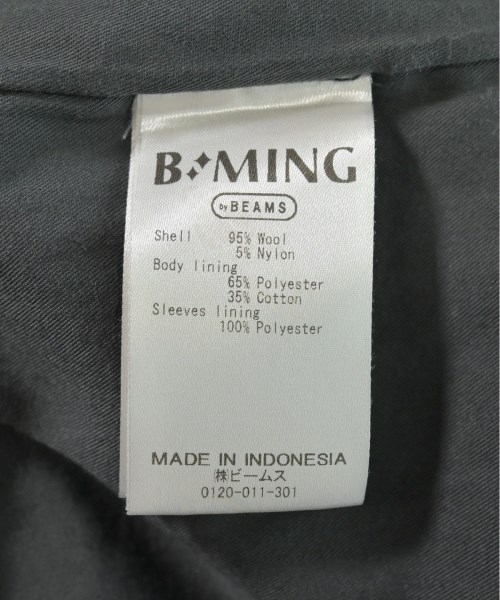 B MING
by BEAMS
Shell 95% Wool
5% Nylon
Body lining
65% Polyester
35% Cotton
Sleeves lining
100% Polyester
MADE IN INDONESIA
㈱ビームス
0120-011-301